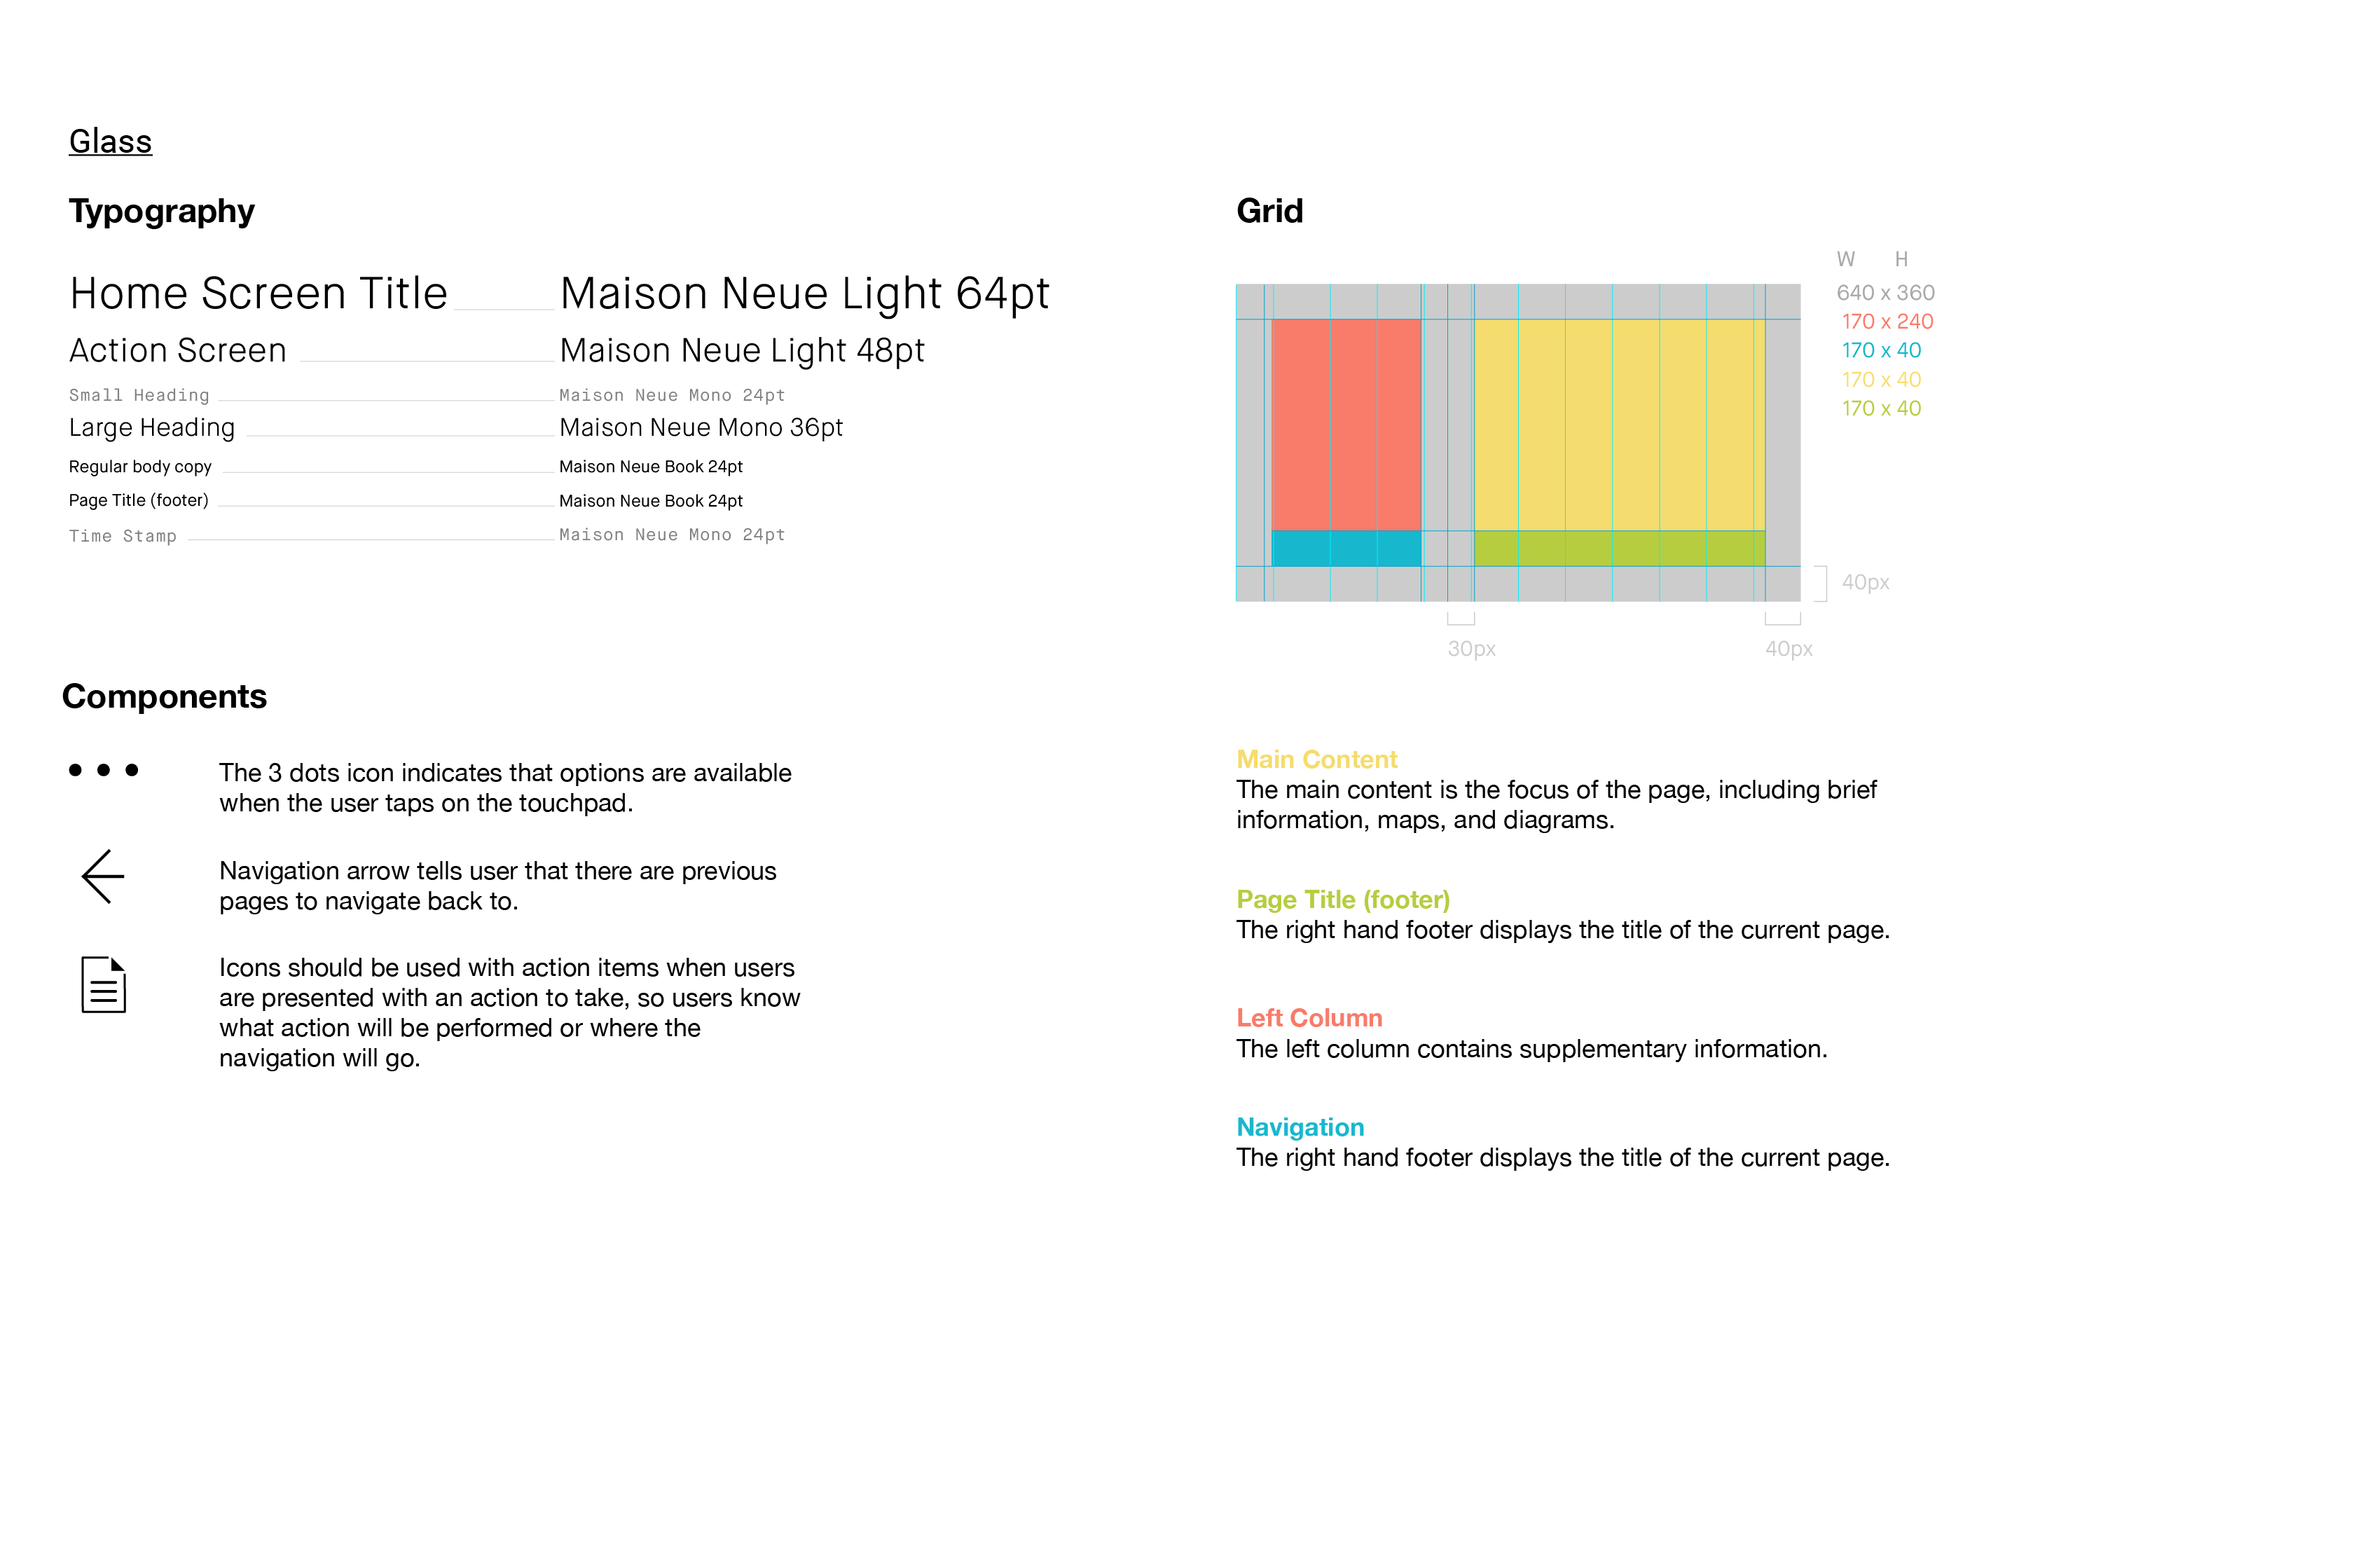 Glass
Typography
Home Screen Title Maison Neue Light 64pt
Action Screen Maison Neue Light 48pt
Small Heading Maison Neue Mono 24pt
Large Heading Maison Neue Mono 36pt
Regular body copy Maison Neue Book 24pt
Page Title (footer) Maison Neue Book 24pt
Time Stamp Maison Neue Mono 24pt
Components
The 3 dots icon indicates that options are available
when the user taps on the touchpad.
Navigation arrow tells user that there are previous
pages to navigate back to.
Icons should be used with action items when users
are presented with an action to take, so users know
what action will be performed or where the
navigation will go.
Grid
W H
640 x 360
170 x 240
170 x 40
170 x 40
170 x 40
40px
30px 40px
Main Content
The main content is the focus of the page, including brief
information, maps, and diagrams.
Page Title (footer)
The right hand footer displays the title of the current page.
Left Column
The left column contains supplementary information.
Navigation
The right hand footer displays the title of the current page.